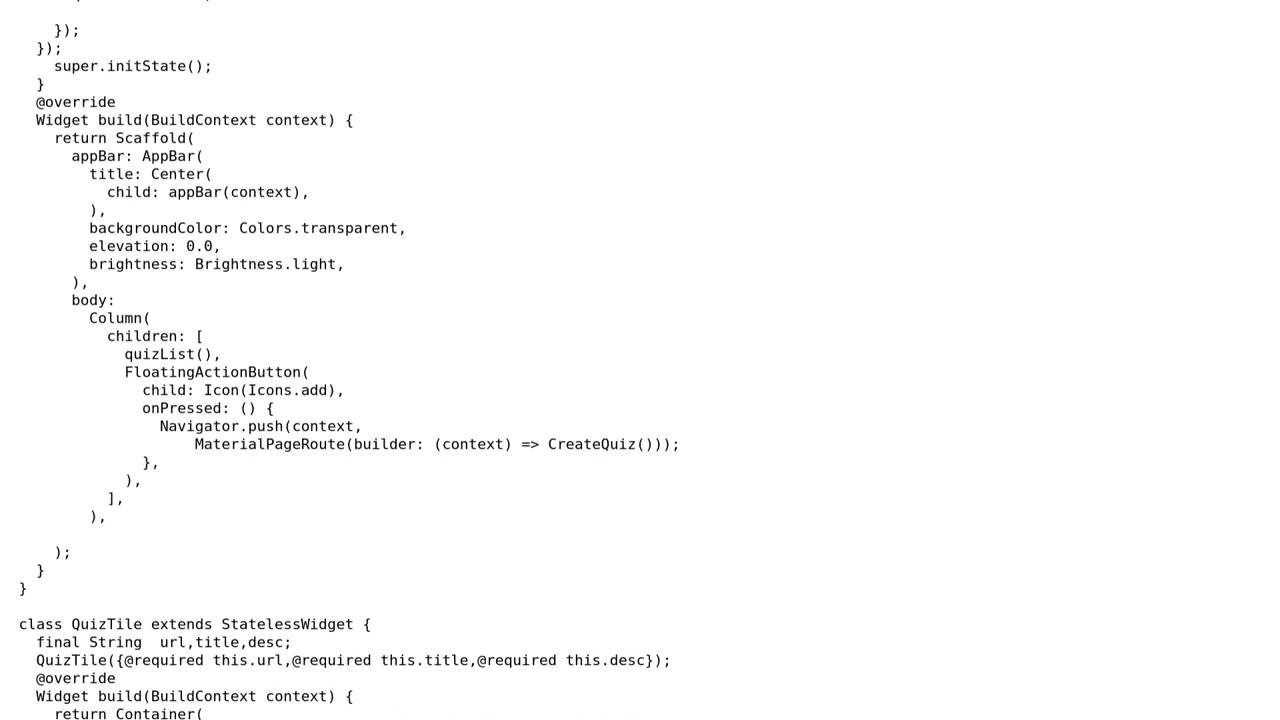 });
  });
    super.initState();
  }
  @override
  Widget build(BuildContext context) {
    return Scaffold(
      appBar: AppBar(
        title: Center(
          child: appBar(context),
        ),
        backgroundColor: Colors.transparent,
        elevation: 0.0,
        brightness: Brightness.light,
      ),
      body:
        Column(
          children: [
            quizList(),
            FloatingActionButton(
              child: Icon(Icons.add),
              onPressed: () {
                Navigator.push(context,
                    MaterialPageRoute(builder: (context) => CreateQuiz()));
              },
            ),
          ],
        ),

    );
  }
}

class QuizTile extends StatelessWidget {
  final String  url,title,desc;
  QuizTile({@required this.url,@required this.title,@required this.desc});
  @override
  Widget build(BuildContext context) {
    return Container(